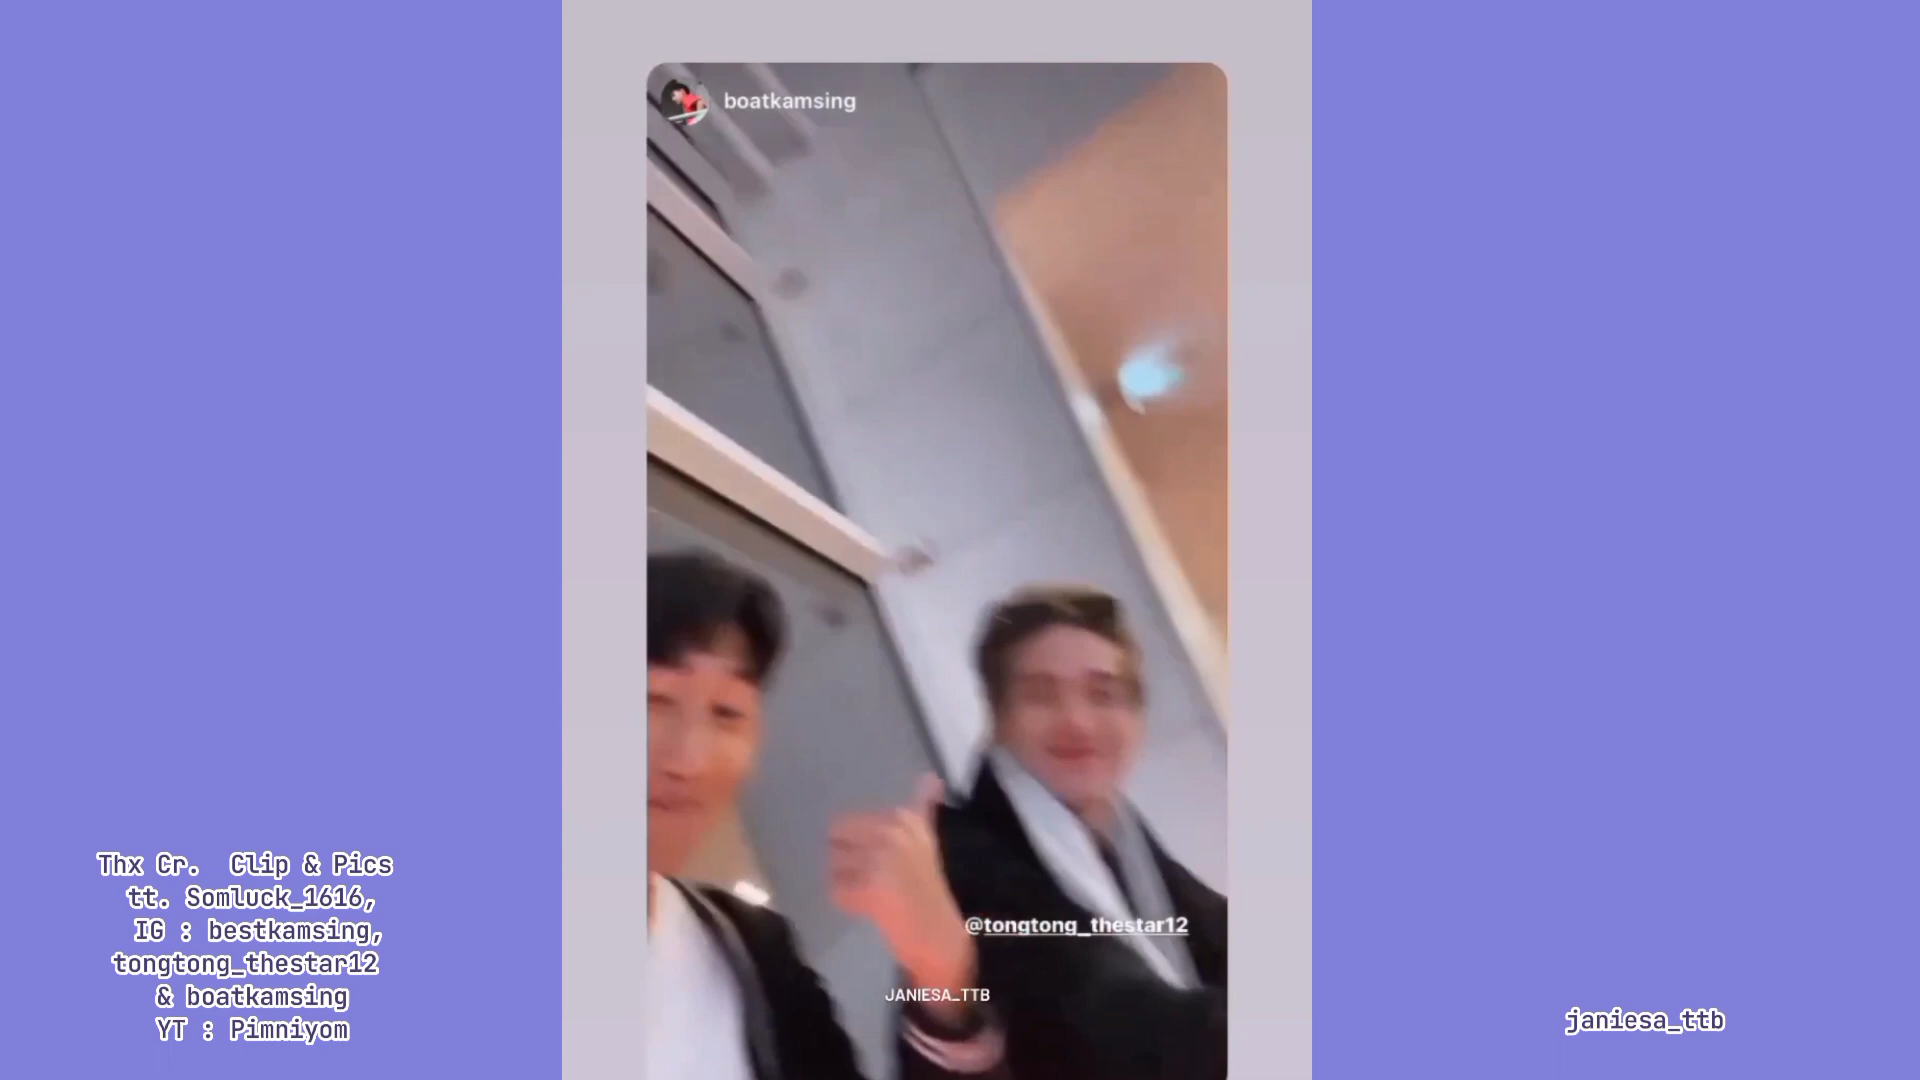 boatkamsing
@tongtong_thestar12
JANIESA_TTB
Thx Cr. Clip & Pics
tt. Somluck_1616,
IG : bestkamsing,
tongtong_thestar12
& boatkamsing
YT : Pimniyom
janiesa_ttb